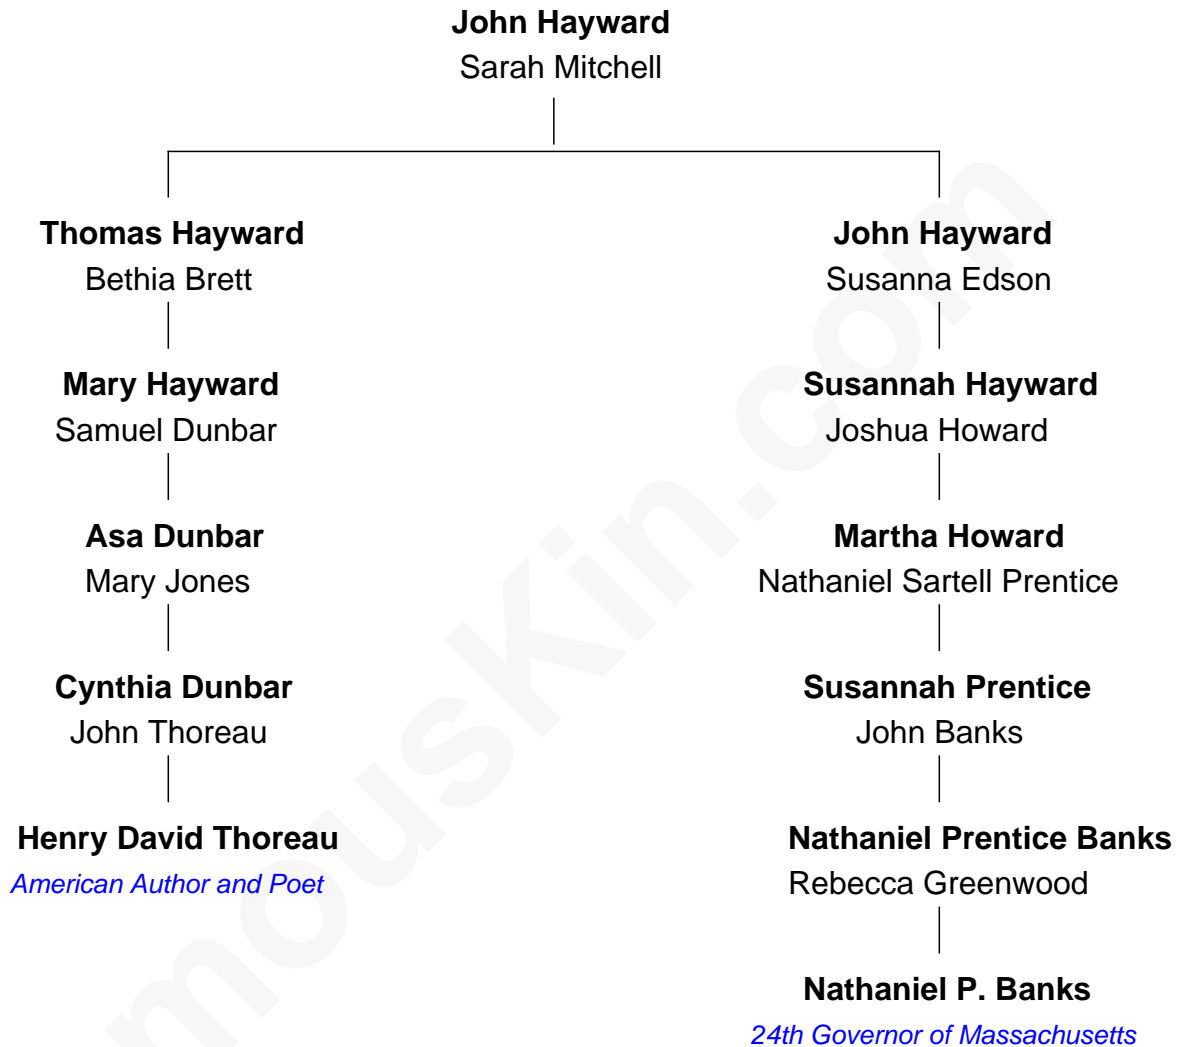 John Hayward
Sarah Mitchell
Thomas Hayward
Bethia Brett
John Hayward
Susanna Edson
Mary Hayward
Samuel Dunbar
Susannah Hayward
Joshua Howard
Asa Dunbar
Mary Jones
Martha Howard
Nathaniel Sartell Prentice
Cynthia Dunbar
John Thoreau
Susannah Prentice
John Banks
Henry David Thoreau
American Author and Poet
Nathaniel Prentice Banks
Rebecca Greenwood
Nathaniel P. Banks
24th Governor of Massachusetts
mousKin.com